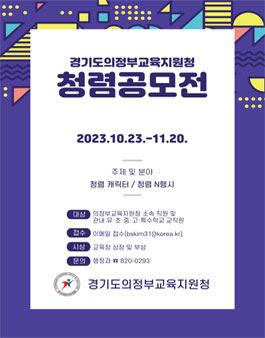 경기도의정부교육지원청
청렴공모전
2023.10.23.-11.20.
주제 및 분야
청렴 캐릭터 / 청렴 N행시
대상 의정부교육지원청 소속 직원 및
관내 유·초·중·고·특수학교 교직원
접수 이메일 접수(bskim31@korea.kr)
시상 교육장 상장 및 부상
문의 행정과 ☎ 820-0293
경기도의정부교육지원청